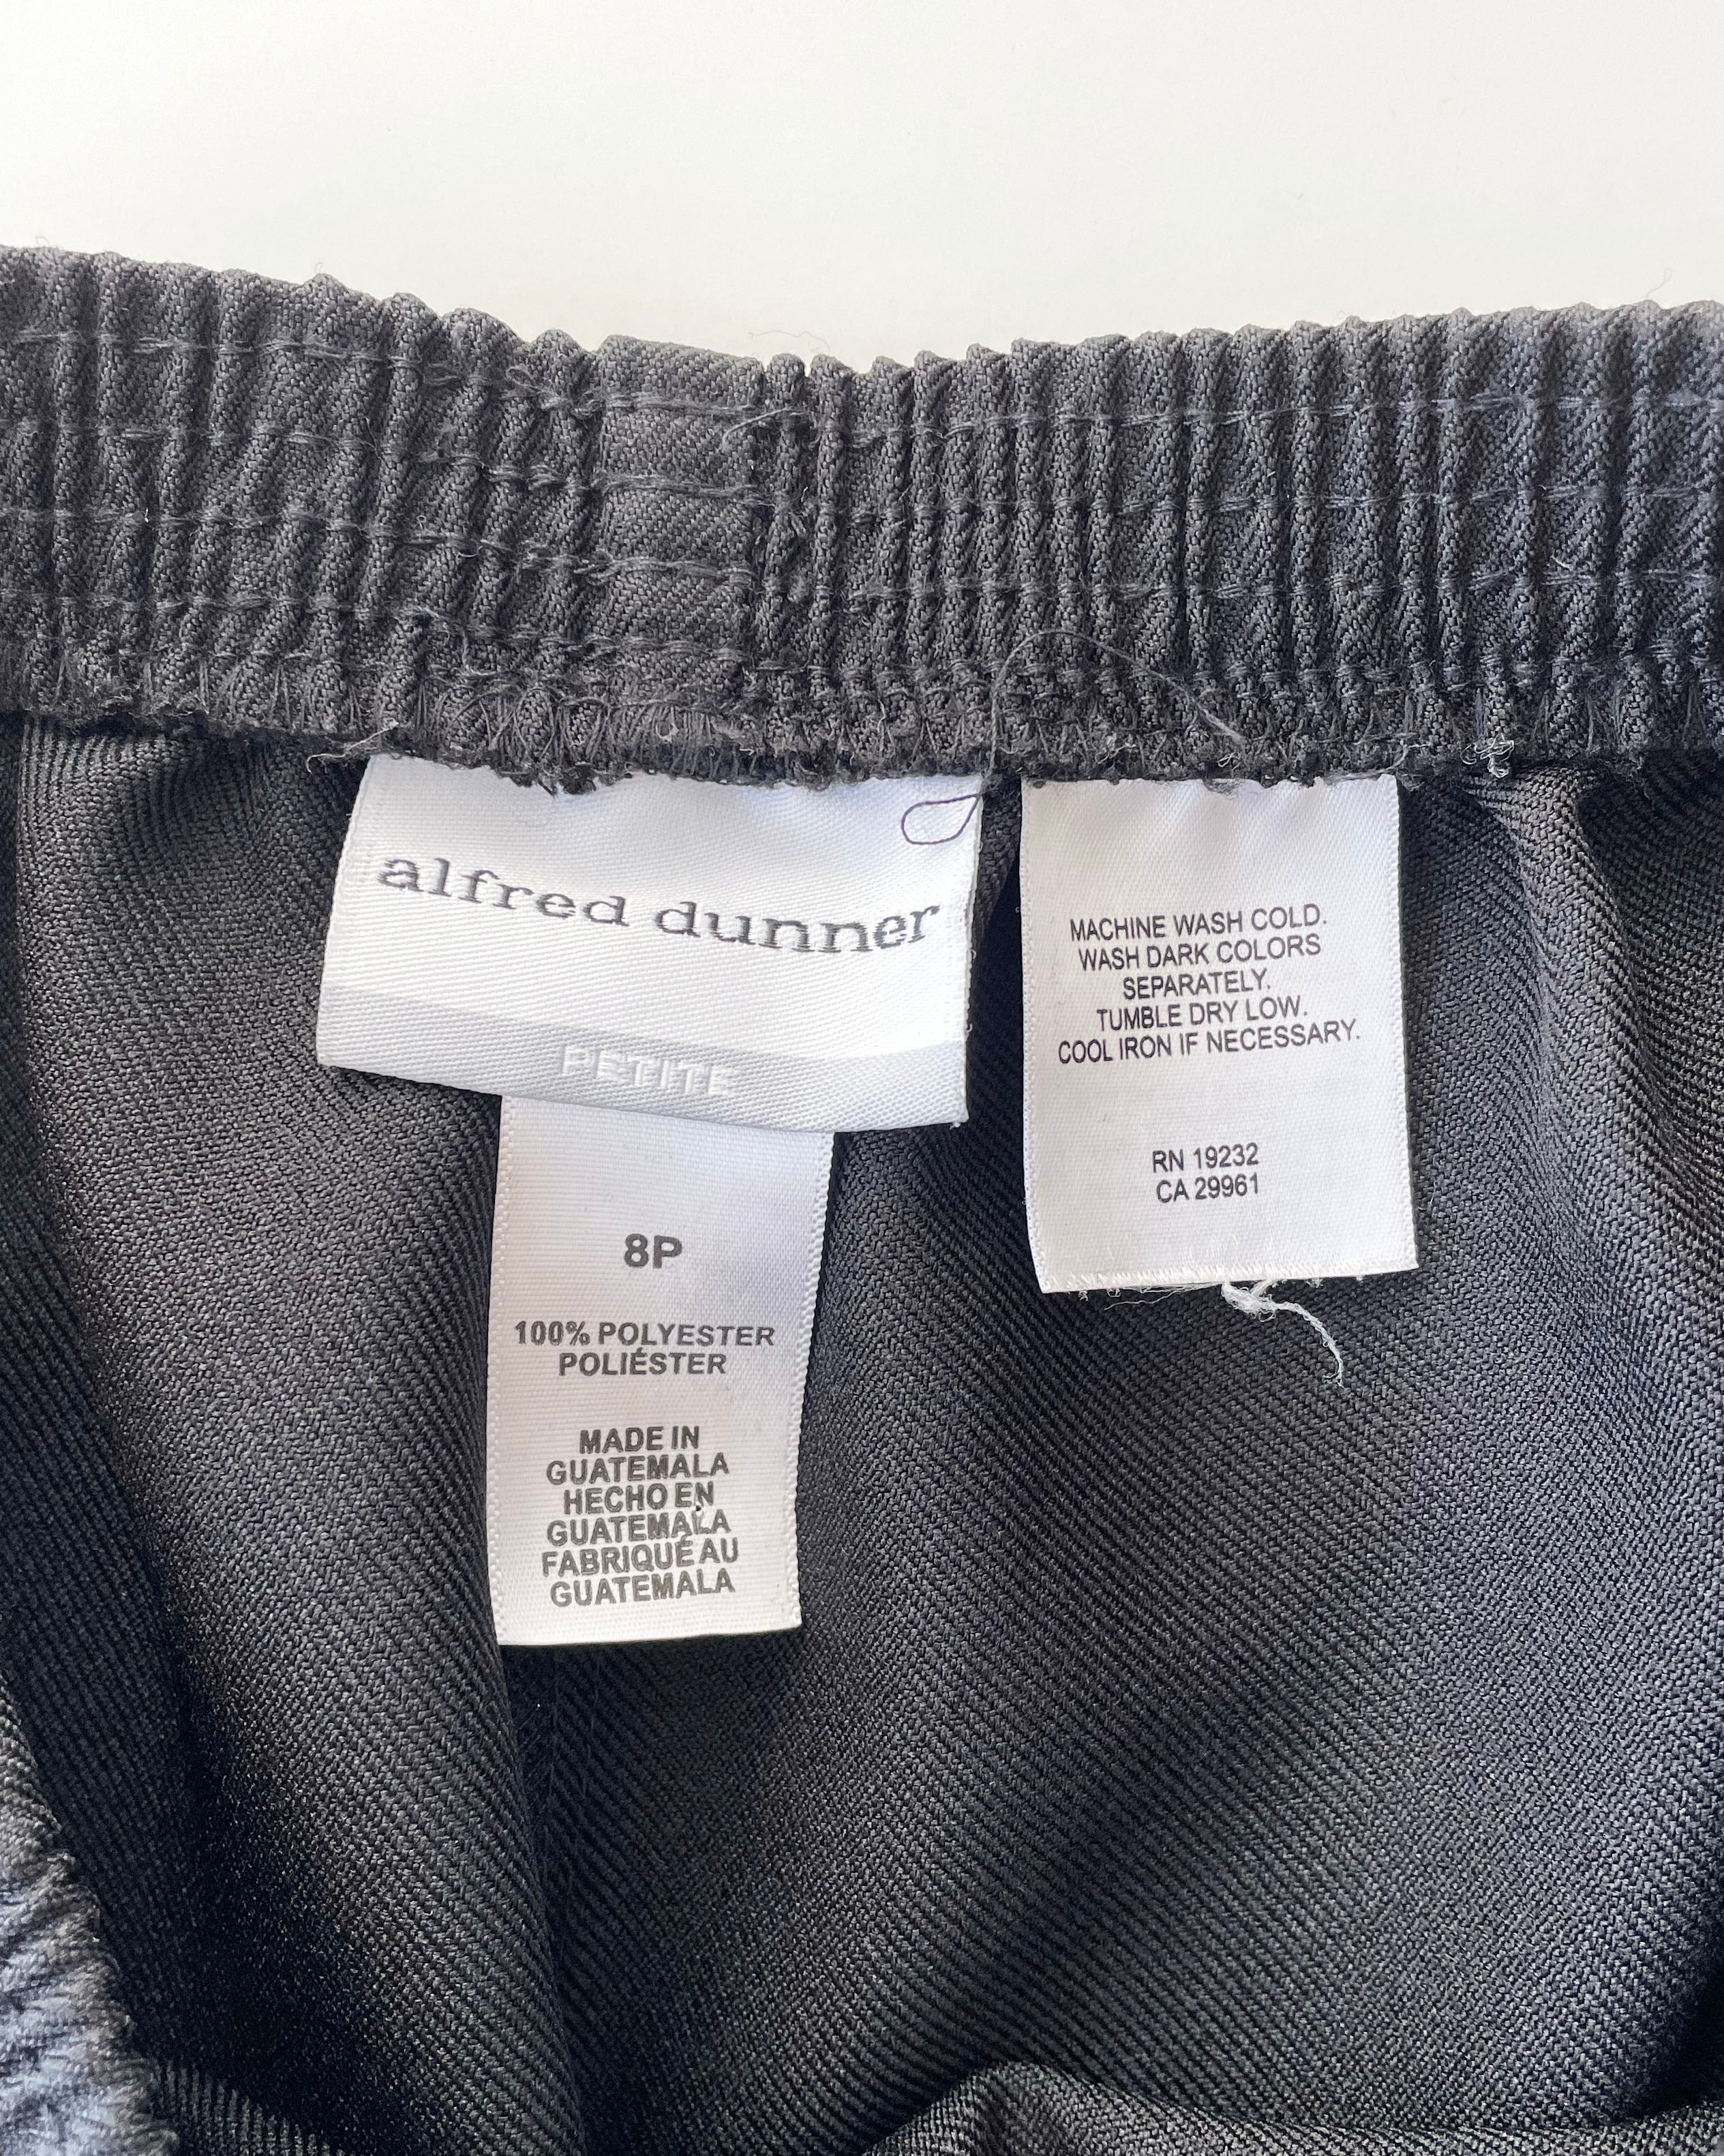 alfred dunner
PETITE
8P
100% POLYESTER
POLIÉSTER
MADE IN
GUATEMALA
HECHO EN
GUATEMALA
FABRIQUÉ AU
GUATEMALA
MACHINE WASH COLD.
WASH DARK COLORS
SEPARATELY.
TUMBLE DRY LOW.
COOL IRON IF NECESSARY.
RN 19232
CA 29961